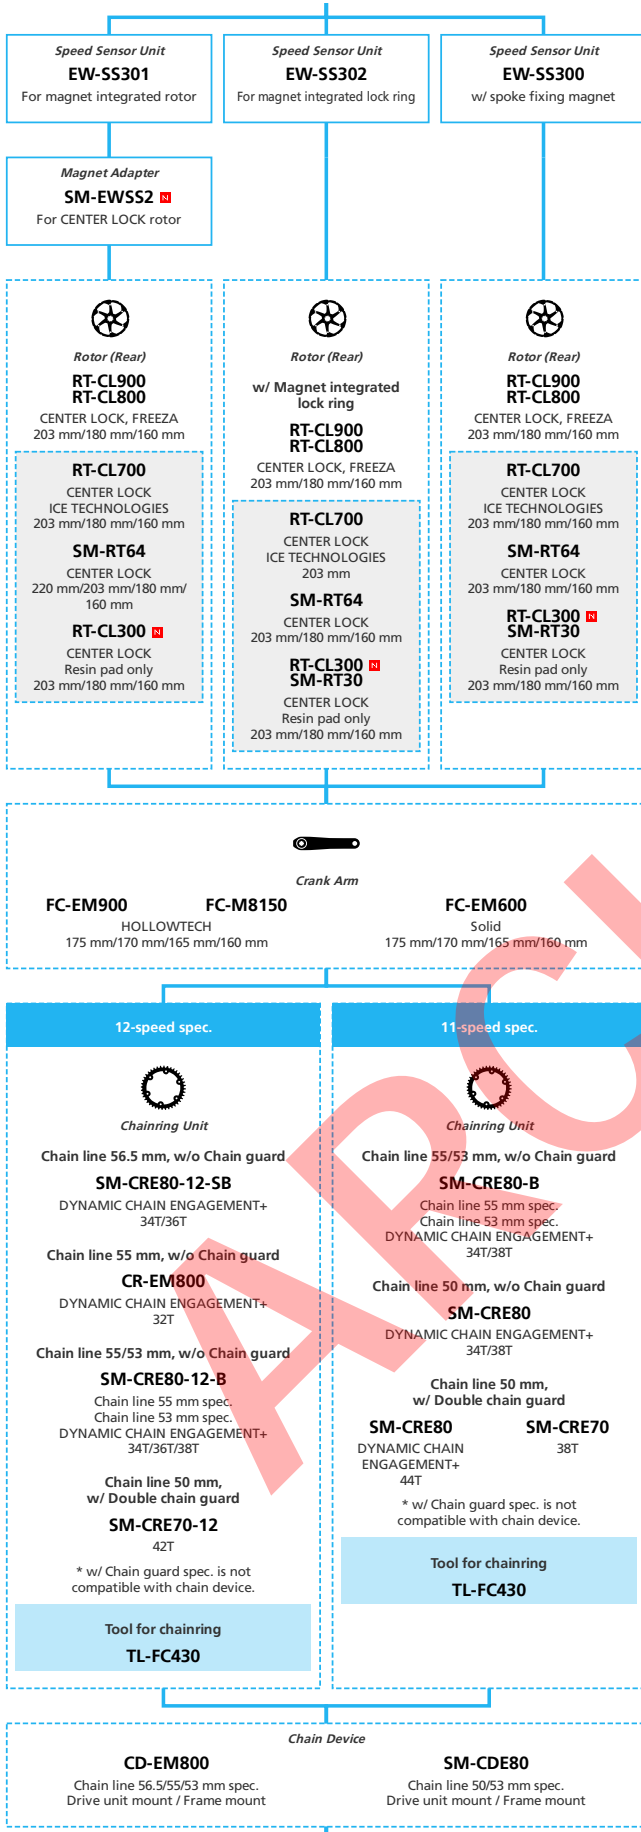 Speed Sensor Unit
EW-SS301
For magnet integrated rotor
Speed Sensor Unit
EW-SS302
For magnet integrated lock ring
Speed Sensor Unit
EW-SS300
w/ spoke fixing magnet
Magnet Adapter
SM-EWSS2 N
For CENTER LOCK rotor
Rotor (Rear)
RT-CL900
RT-CL800
CENTER LOCK, FREEZA
203 mm/180 mm/160 mm
RT-CL700
CENTER LOCK
ICE TECHNOLOGIES
203 mm/180 mm/160 mm
SM-RT64
CENTER LOCK
220 mm/203 mm/180 mm/
160 mm
RT-CL300 N
CENTER LOCK
Resin pad only
203 mm/180 mm/160 mm
Rotor (Rear)
w/ Magnet integrated
lock ring
RT-CL900
RT-CL800
CENTER LOCK, FREEZA
203 mm/180 mm/160 mm
RT-CL700
CENTER LOCK
ICE TECHNOLOGIES
203 mm
SM-RT64
CENTER LOCK
203 mm/180 mm/160 mm
RT-CL300 N
SM-RT30
CENTER LOCK
Resin pad only
203 mm/180 mm/160 mm
Rotor (Rear)
RT-CL900
RT-CL800
CENTER LOCK, FREEZA
203 mm/180 mm/160 mm
RT-CL700
CENTER LOCK
ICE TECHNOLOGIES
203 mm/180 mm/160 mm
SM-RT64
CENTER LOCK
203 mm/180 mm/160 mm
RT-CL300 N
SM-RT30
CENTER LOCK
Resin pad only
203 mm/180 mm/160 mm
Crank Arm
FC-EM900 FC-M8150
HOLLOWTECH
175 mm/170 mm/165 mm/160 mm
FC-EM600
Solid
175 mm/170 mm/165 mm/160 mm
12-speed spec.
Chainring Unit
Chain line 56.5 mm, w/o Chain guard
SM-CRE80-12-SB
DYNAMIC CHAIN ENGAGEMENT+
34T/36T
Chain line 55 mm, w/o Chain guard
CR-EM800
DYNAMIC CHAIN ENGAGEMENT+
32T
Chain line 55/53 mm, w/o Chain guard
SM-CRE80-12-B
Chain line 55 mm spec.
Chain line 53 mm spec.
DYNAMIC CHAIN ENGAGEMENT+
34T/36T/38T
Chain line 50 mm,
w/ Double chain guard
SM-CRE70-12
42T
* w/ Chain guard spec. is not
compatible with chain device.
Tool for chainring
TL-FC430
11-speed spec.
Chainring Unit
Chain line 55/53 mm, w/o Chain guard
SM-CRE80-B
Chain line 55 mm spec.
Chain line 53 mm spec.
DYNAMIC CHAIN ENGAGEMENT+
34T/38T
Chain line 50 mm, w/o Chain guard
SM-CRE80
DYNAMIC CHAIN ENGAGEMENT+
34T/38T
Chain line 50 mm,
w/ Double chain guard
SM-CRE80
DYNAMIC CHAIN
ENGAGEMENT+
44T
SM-CRE70
38T
* w/ Chain guard spec. is not
compatible with chain device.
Tool for chainring
TL-FC430
Chain Device
CD-EM800
Chain line 56.5/55/53 mm spec.
Drive unit mount / Frame mount
SM-CDE80
Chain line 50/53 mm spec.
Drive unit mount / Frame mount